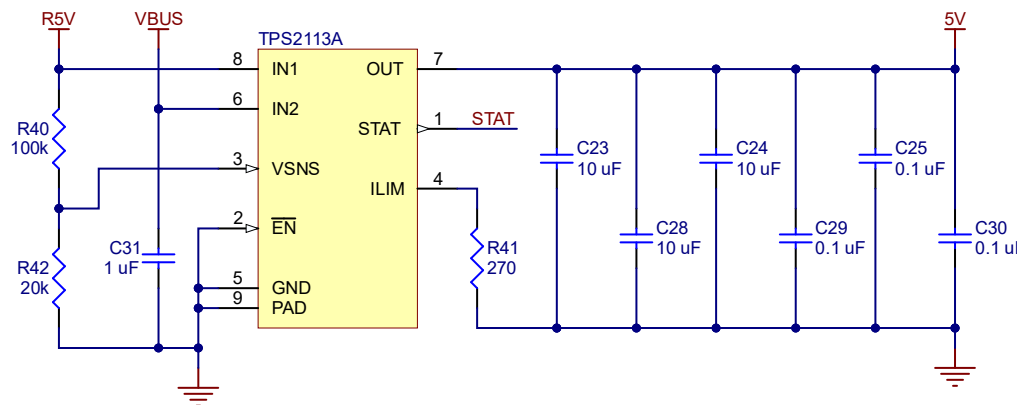 R5V
VBUS
5V
TPS2113A
8
IN1
OUT
7
6
IN2
STAT
1
STAT
R40
100k
3
VSNS
ILIM
4
C23
10 uF
C24
10 uF
C25
0.1 uF
2
EN
C31
1 uF
R42
20k
R41
270
C28
10 uF
C29
0.1 uF
C30
0.1 u
5
GND
9
PAD